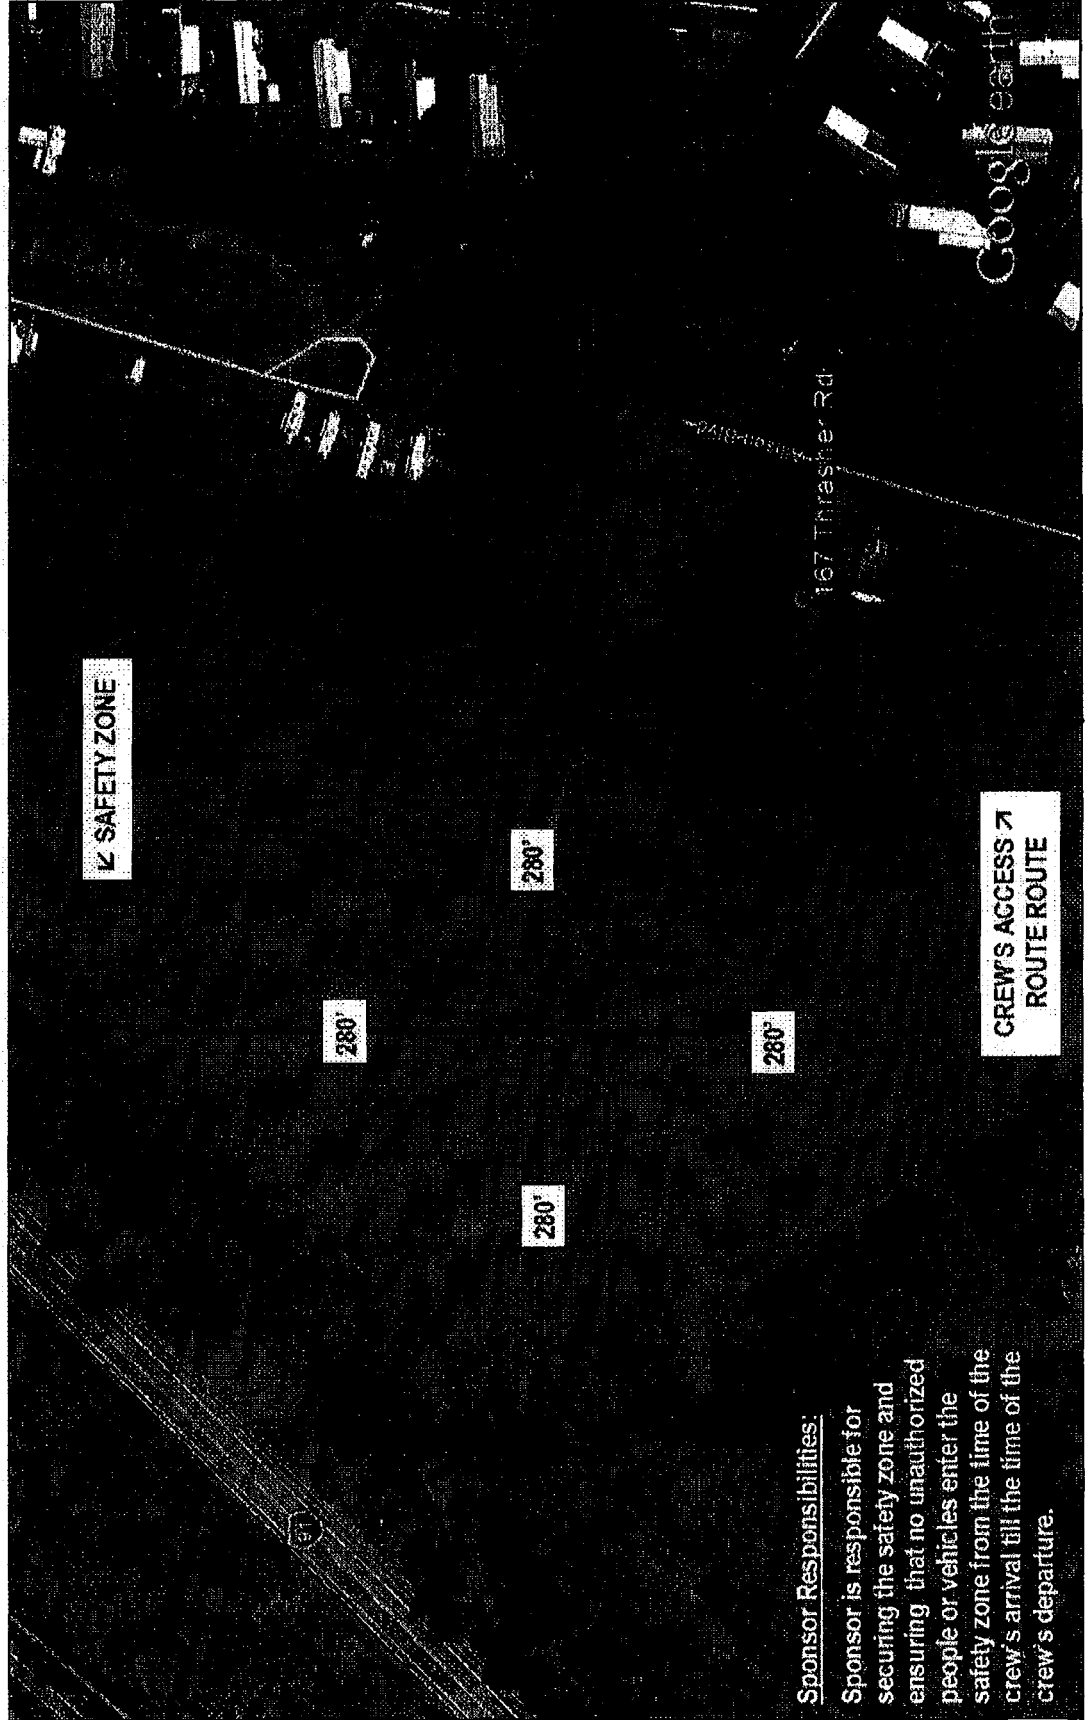 ↙ SAFETY ZONE
280'
280'
280'
280'
167 Thrasher Rd
CREW'S ACCESS ↗
ROUTE ROUTE
Sponsor Responsibilities:
Sponsor is responsible for
securing the safety zone and
ensuring that no unauthorized
people or vehicles enter the
safety zone from the time of the
crew's arrival till the time of the
crew's departure.
Google earth